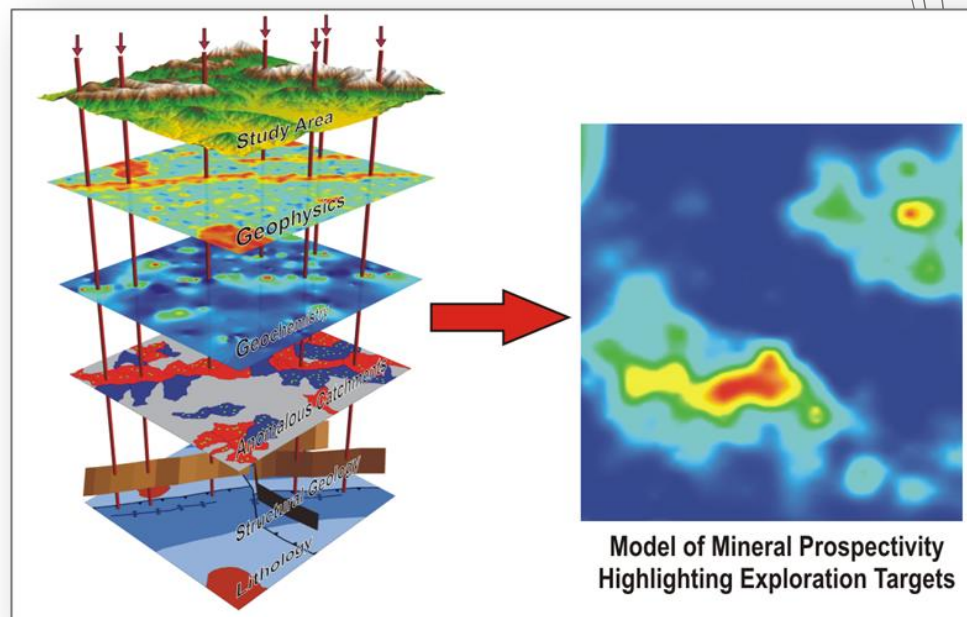 Study Area
Geophysics
Geochemistry
Anomalous Catchments
Structural Geology
Lithology
Model of Mineral Prospectivity
Highlighting Exploration Targets